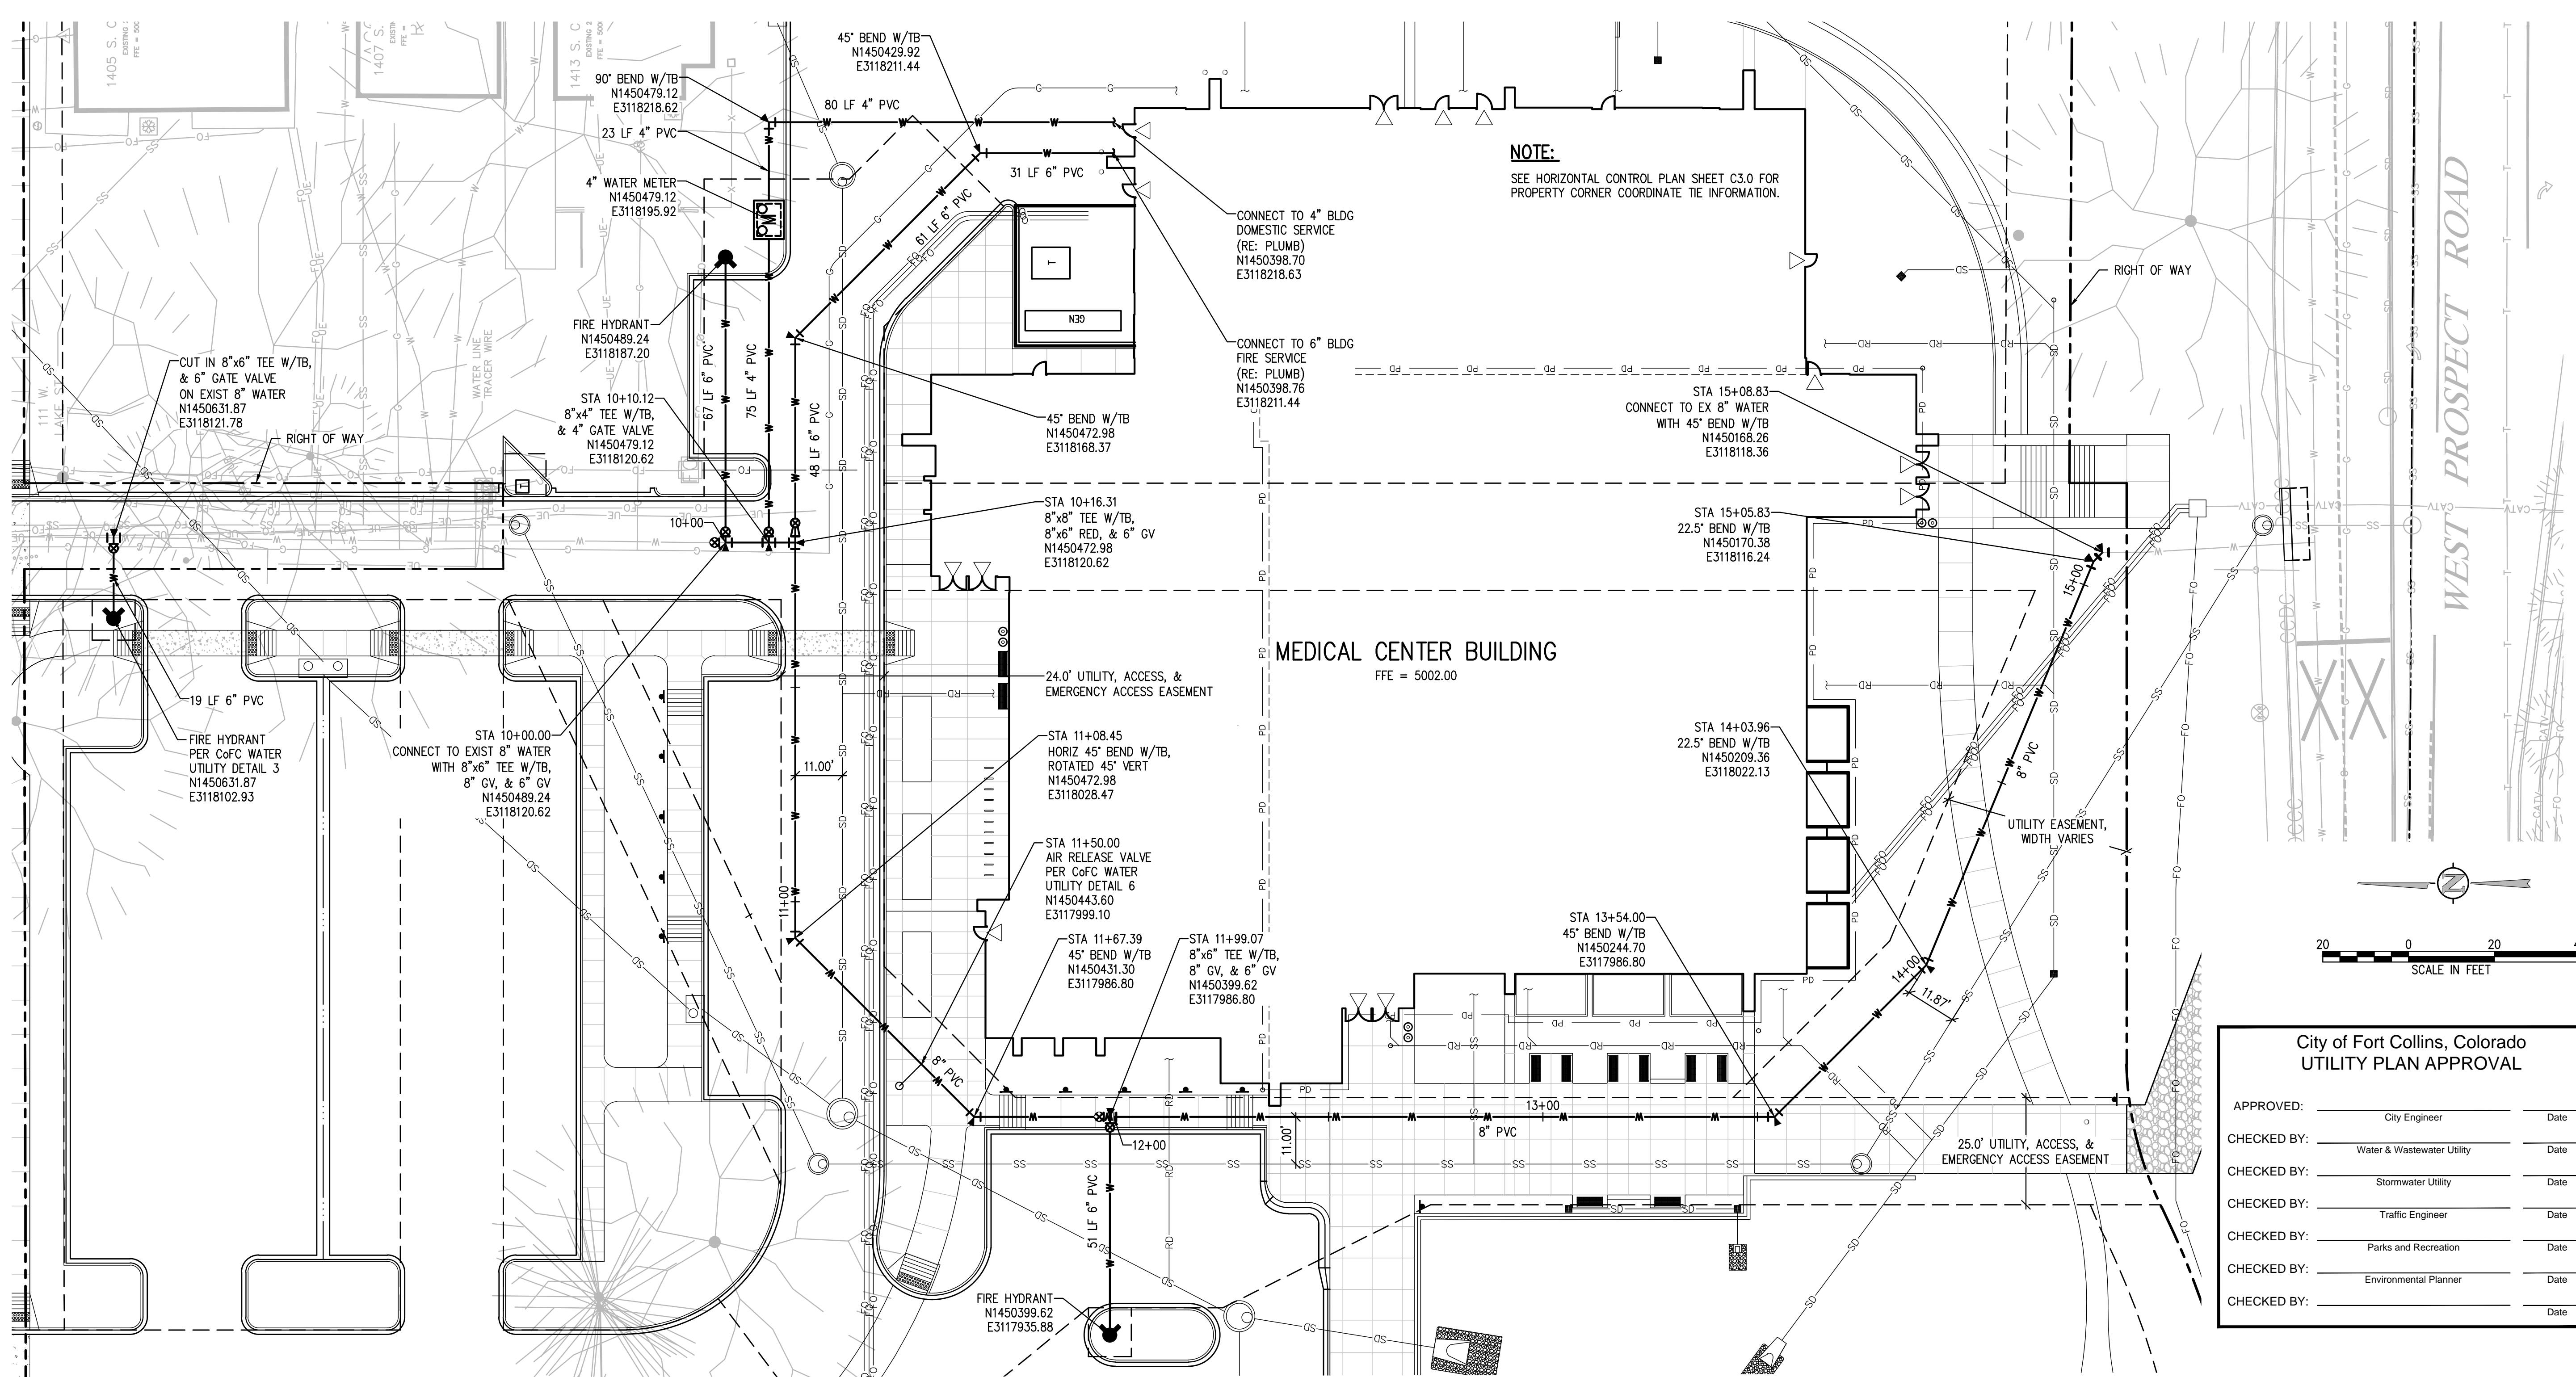 1405 S. C
EXISTING
FFE = 500
1407 S.
EXIS
FFE =
1413 S. C
EXISTING 2
FFE = 500
45° BEND W/TB
N1450429.92
E3118211.44
90° BEND W/TB
N1450479.12
E3118218.62
80 LF 4" PVC
23 LF 4" PVC
4" WATER METER
N1450479.12
E3118195.92
M
31 LF 6" PVC
61 LF 6" PVC
NOTE:
SEE HORIZONTAL CONTROL PLAN SHEET C3.0 FOR
PROPERTY CORNER COORDINATE TIE INFORMATION.
CONNECT TO 4" BLDG
DOMESTIC SERVICE
(RE: PLUMB)
N1450398.70
E3118218.63
RIGHT OF WAY
T
GEN
FIRE HYDRANT
N1450489.24
E3118187.20
WATER LINE
TRACER WIRE
CONNECT TO 6" BLDG
FIRE SERVICE
(RE: PLUMB)
N1450398.76
E3118211.44
111 W.
LAKE ST
CUT IN 8"x6" TEE W/TB,
& 6" GATE VALVE
ON EXIST 8" WATER
N1450631.87
E3118121.78
RIGHT OF WAY
STA 10+10.12
8"x4" TEE W/TB,
& 4" GATE VALVE
N1450479.12
E3118120.62
67 LF 6" PVC
75 LF 4" PVC
48 LF 6" PVC
45° BEND W/TB
N1450472.98
E3118168.37
STA 15+08.83
CONNECT TO EX 8" WATER
WITH 45° BEND W/TB
N1450168.26
E3118118.36
WEST PROSPECT ROAD
10+00
STA 10+16.31
8"x8" TEE W/TB,
8"x6" RED, & 6" GV
N1450472.98
E3118120.62
STA 15+05.83
22.5° BEND W/TB
N1450170.38
E3118116.24
15+00
MEDICAL CENTER BUILDING
FFE = 5002.00
19 LF 6" PVC
24.0' UTILITY, ACCESS, &
EMERGENCY ACCESS EASEMENT
FIRE HYDRANT
PER CoFC WATER
UTILITY DETAIL 3
N1450631.87
E3118102.93
STA 10+00.00
CONNECT TO EXIST 8" WATER
WITH 8"x6" TEE W/TB,
8" GV, & 6" GV
N1450489.24
E3118120.62
11.00'
STA 11+08.45
HORIZ 45° BEND W/TB,
ROTATED 45° VERT
N1450472.98
E3118028.47
STA 14+03.96
22.5° BEND W/TB
N1450209.36
E3118022.13
8" PVC
UTILITY EASEMENT,
WIDTH VARIES
11+00
STA 11+50.00
AIR RELEASE VALVE
PER CoFC WATER
UTILITY DETAIL 6
N1450443.60
E3117999.10
STA 11+67.39
45° BEND W/TB
N1450431.30
E3117986.80
STA 11+99.07
8"x6" TEE W/TB,
8" GV, & 6" GV
N1450399.62
E3117986.80
STA 13+54.00
45° BEND W/TB
N1450244.70
E3117986.80
14+00
11.87'
N
20 0 20
SCALE IN FEET
8" PVC
12+00
13+00
8" PVC
11.00'
51 LF 6" PVC
25.0' UTILITY, ACCESS, &
EMERGENCY ACCESS EASEMENT
FIRE HYDRANT
N1450399.62
E3117935.88
City of Fort Collins, Colorado
UTILITY PLAN APPROVAL
APPROVED:
City Engineer Date
CHECKED BY:
Water & Wastewater Utility Date
CHECKED BY:
Stormwater Utility Date
CHECKED BY:
Traffic Engineer Date
CHECKED BY:
Parks and Recreation Date
CHECKED BY:
Environmental Planner Date
CHECKED BY:
Date